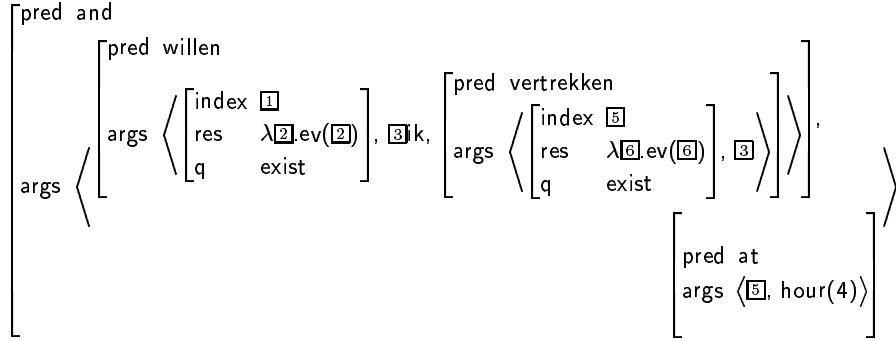 pred and
pred willen
pred vertrekken
index 1
index 5
args ⟨ res λ2.ev(2) , 3ik, args ⟨ res λ6.ev(6) , 3 ⟩ ⟩ ,
q exist
q exist
args ⟨ ⟩
pred at
args ⟨5, hour(4)⟩